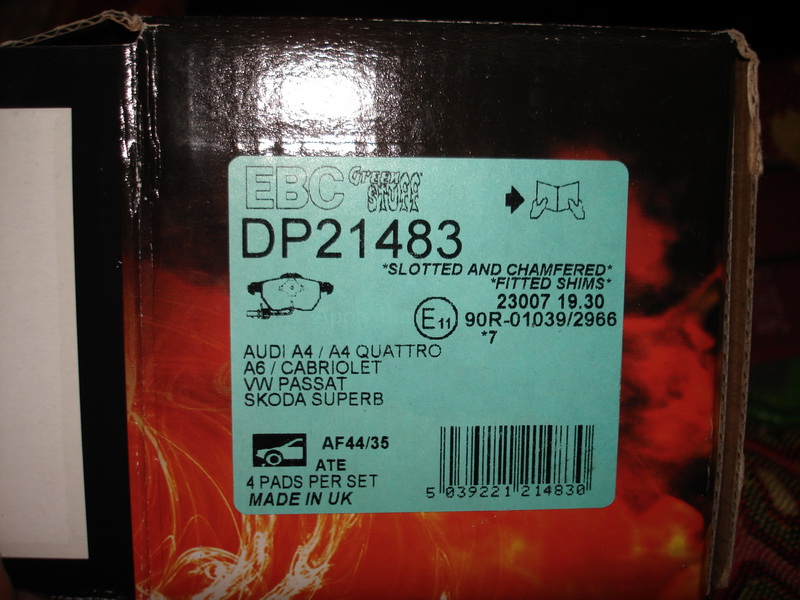 EBC GREEN STUFF
DP21483
*SLOTTED AND CHAMFERED*
*FITTED SHIMS*
23007 19.30
E11 90R-01039/2966
*7
AUDI A4 / A4 QUATTRO
A6 / CABRIOLET
VW PASSAT
SKODA SUPERB
AF44/35
ATE
4 PADS PER SET
MADE IN UK
5 039221 214830